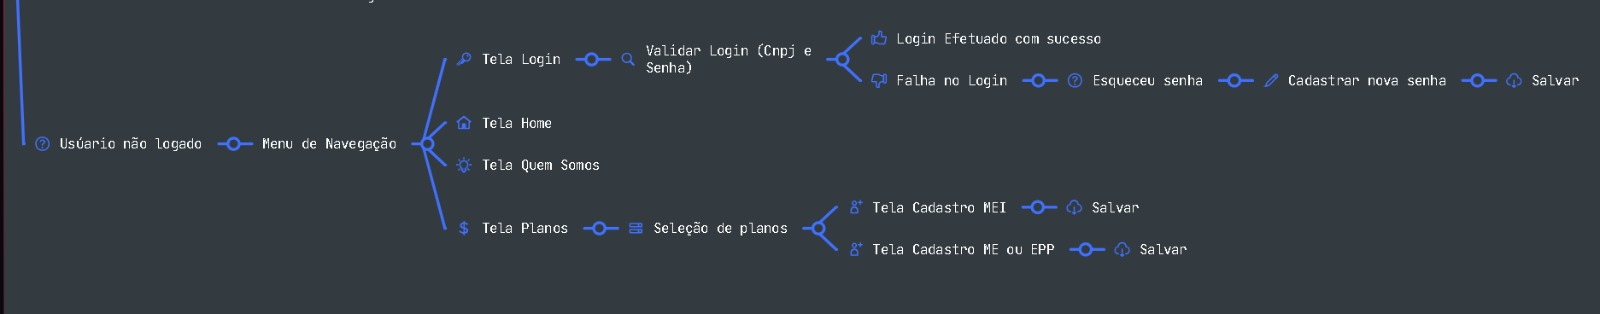 Login Efetuado com sucesso
Tela Login
Validar Login (Cnpj e
Senha)
Falha no Login
Esqueceu senha
Cadastrar nova senha
Salvar
Tela Home
Usúario não logado
Menu de Navegação
Tela Quem Somos
Tela Cadastro MEI
Salvar
Tela Planos
Seleção de planos
Tela Cadastro ME ou EPP
Salvar